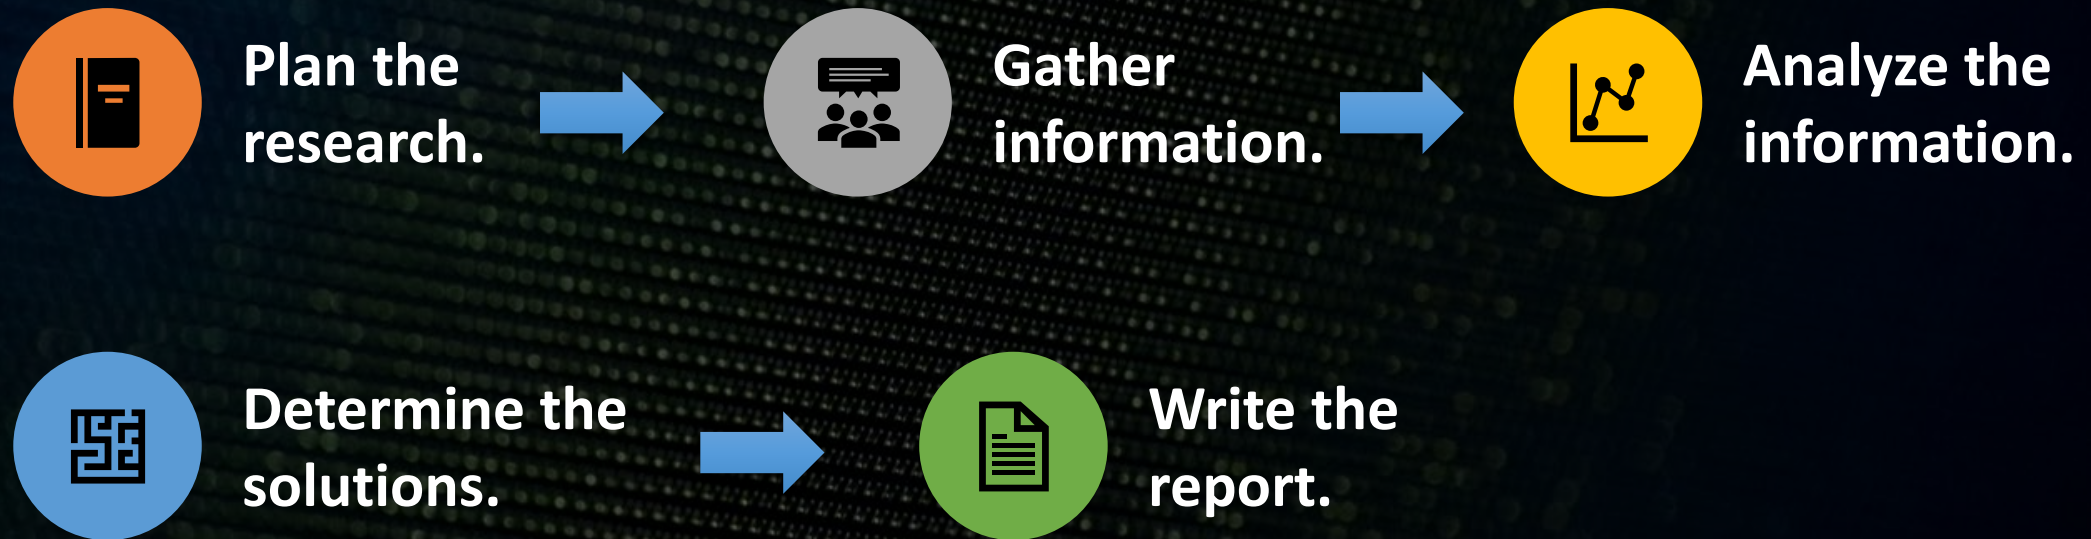 Plan the
research.
Gather
information.
Analyze the
information.
Determine the
solutions.
Write the
report.